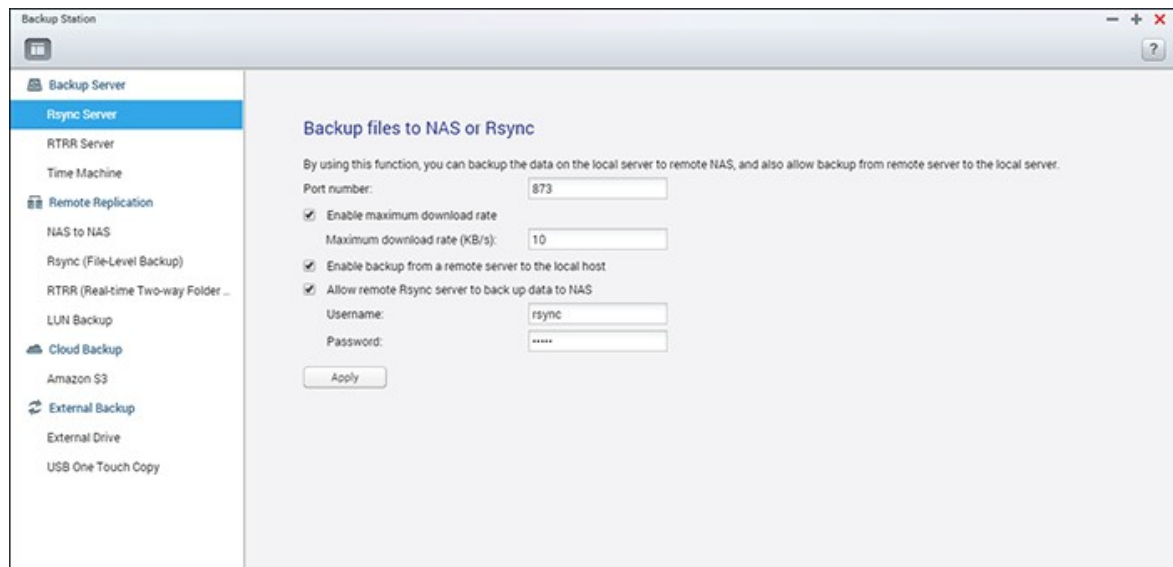 Backup Station
?
Backup Server
Rsync Server
RTRR Server
Time Machine
Remote Replication
NAS to NAS
Rsync (File-Level Backup)
RTRR (Real-time Two-way Folder ...
LUN Backup
Cloud Backup
Amazon S3
External Backup
External Drive
USB One Touch Copy
Backup files to NAS or Rsync
By using this function, you can backup the data on the local server to remote NAS, and also allow backup from remote server to the local server.
Port number: 873
Enable maximum download rate
Maximum download rate (KB/s): 10
Enable backup from a remote server to the local host
Allow remote Rsync server to back up data to NAS
Username: rsync
Password: •••••
Apply